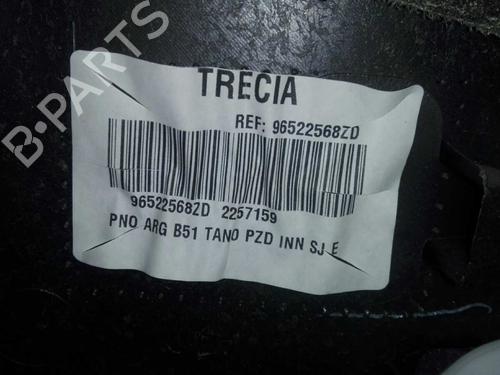 B-PARTS
TRECIA
REF: 96522568ZD
96522568ZD 2257159
PNO ARG B51 TANO PZD INN SJ E